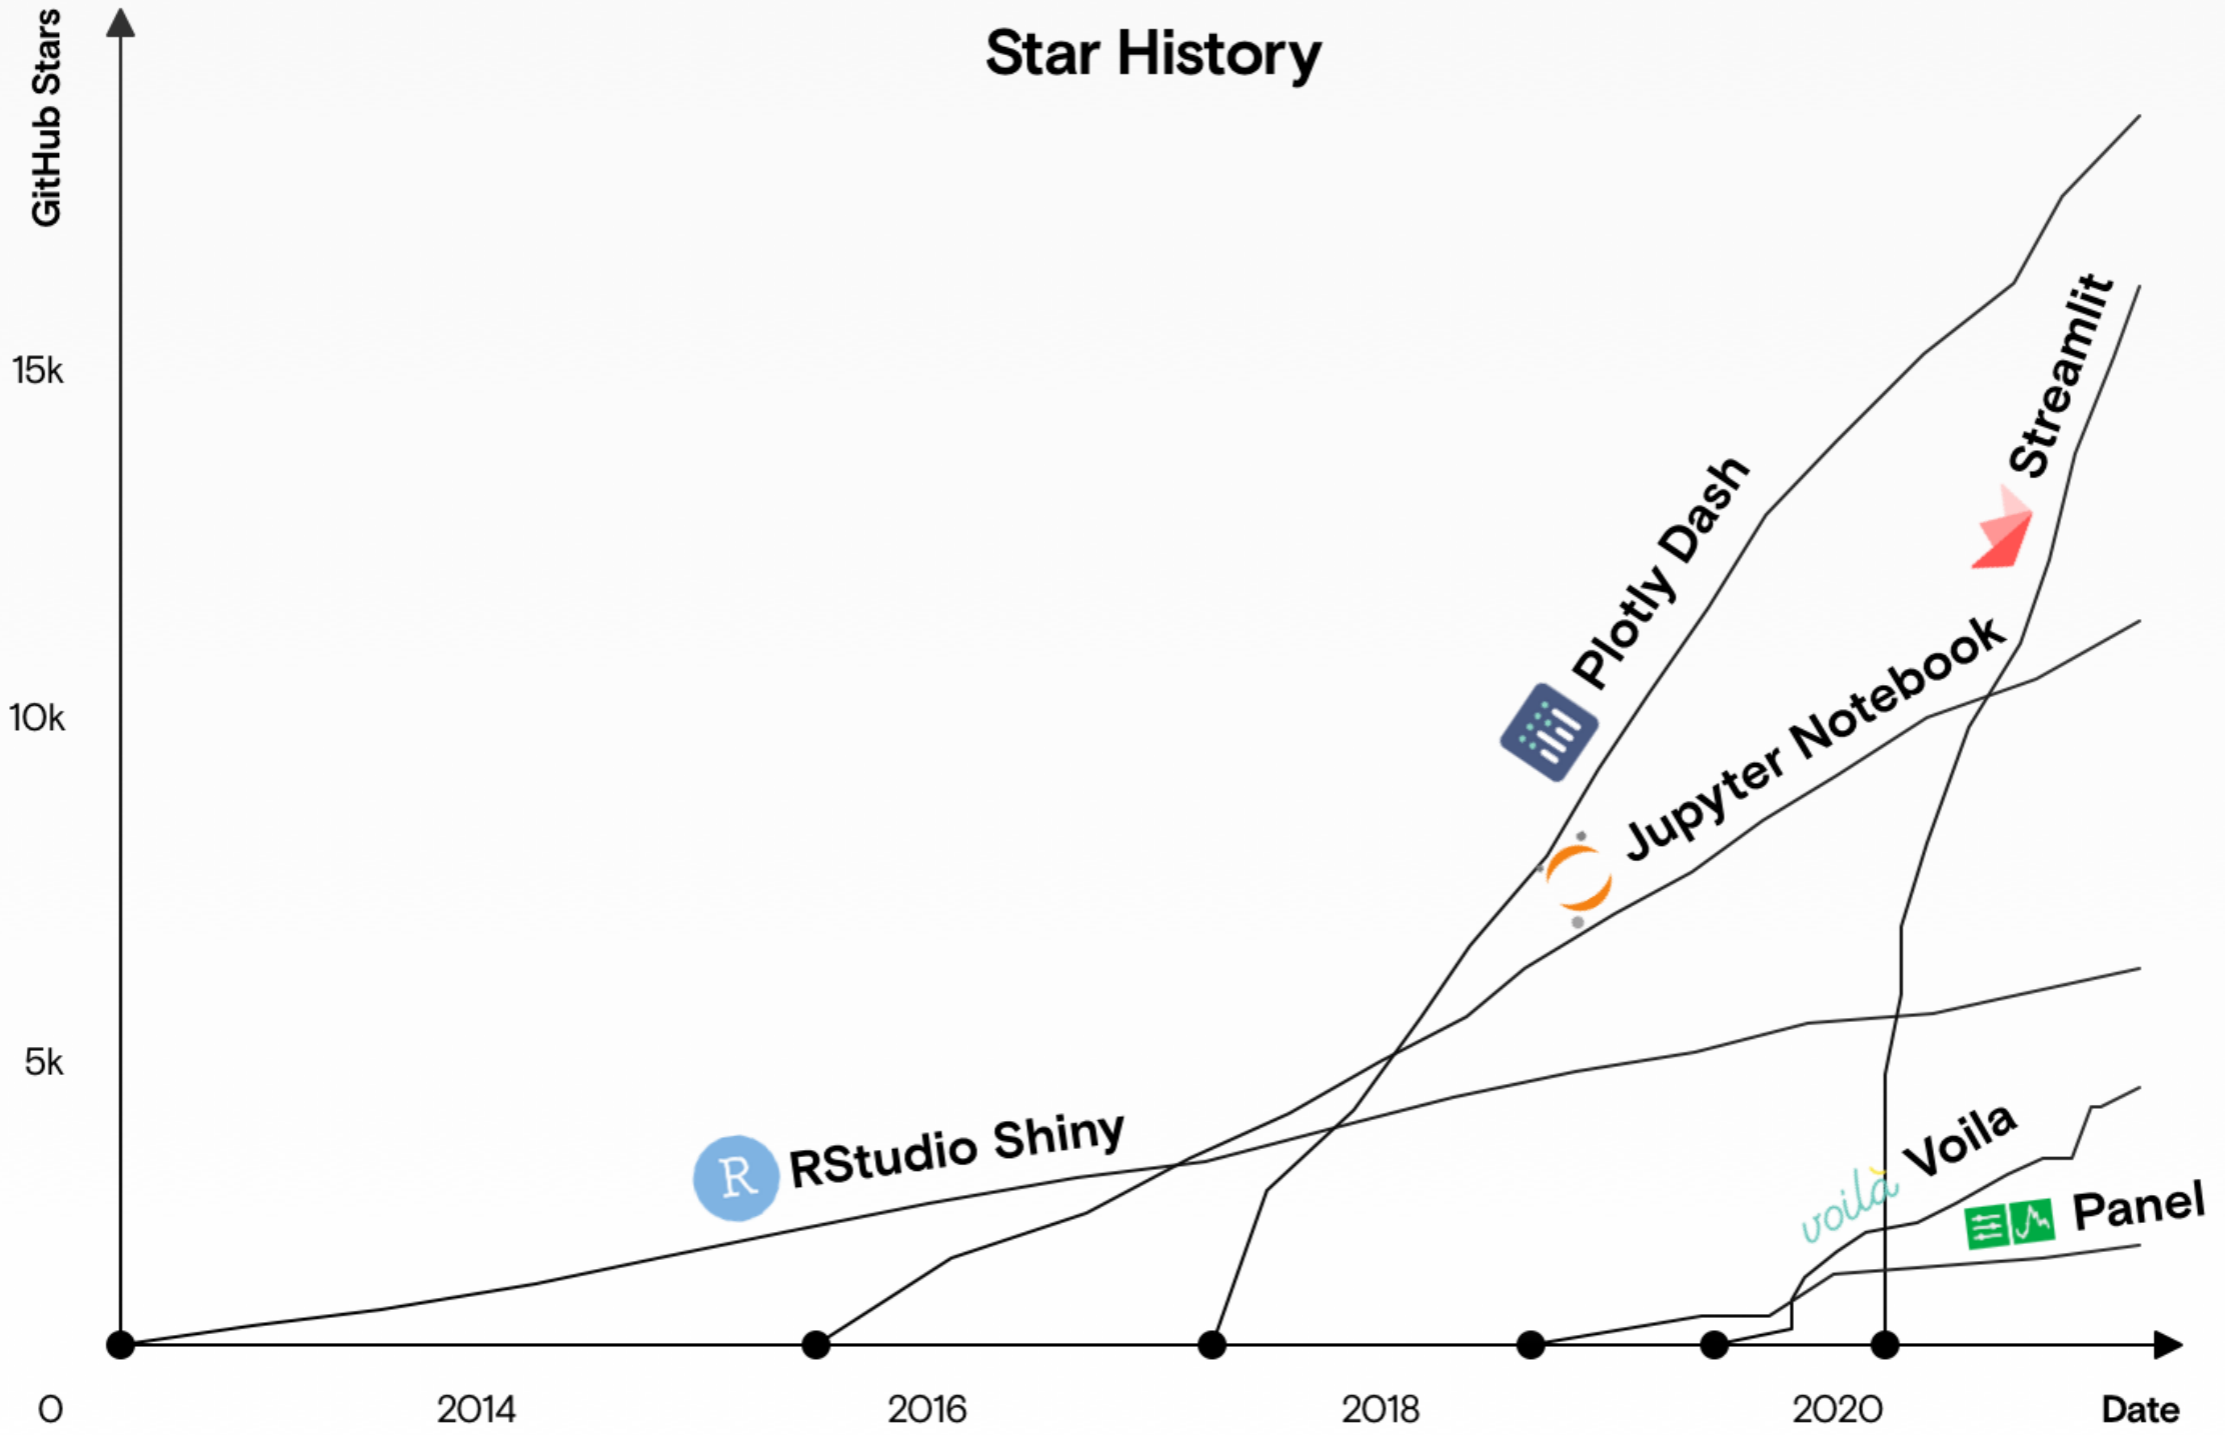 Star History
GitHub Stars
15k
10k
5k
0
2014
2016
2018
2020
Date
Streamlit
Plotly Dash
Jupyter Notebook
R RStudio Shiny
voilà Voila
Panel